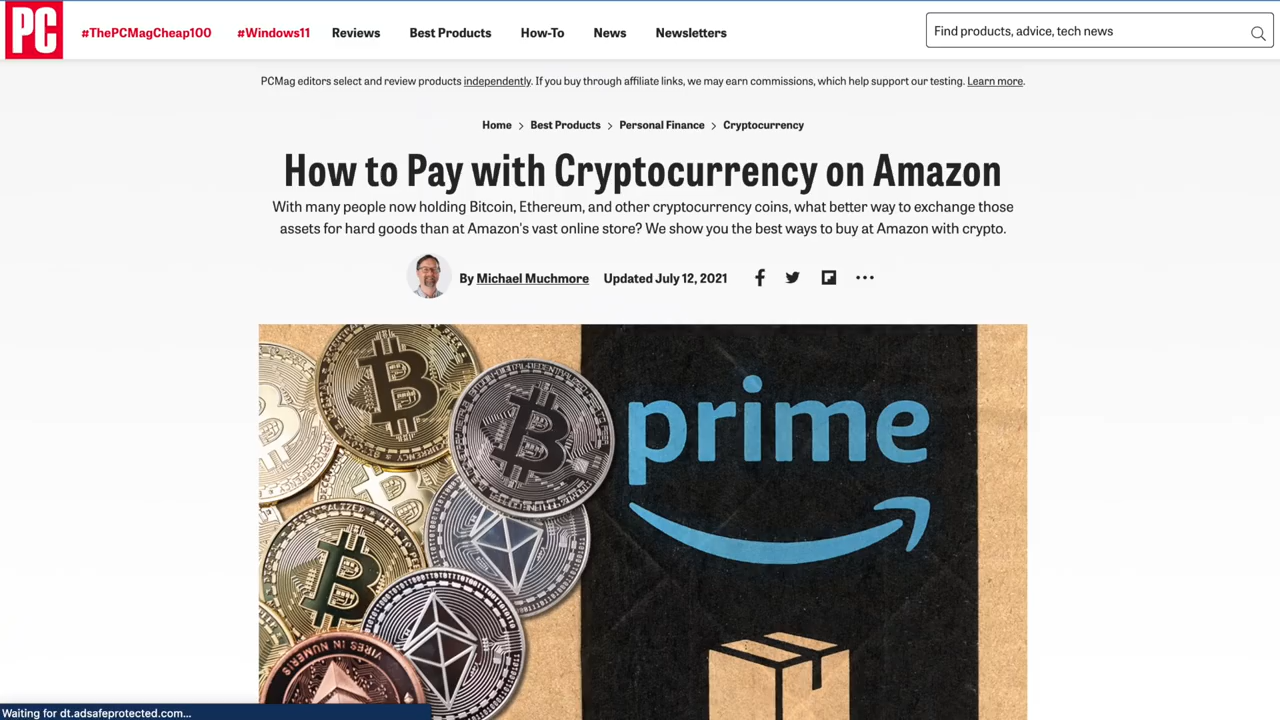 PC
#ThePCMagCheap100
#Windows11
Reviews
Best Products
How-To
News
Newsletters
Find products, advice, tech news
PCMag editors select and review products independently. If you buy through affiliate links, we may earn commissions, which help support our testing. Learn more.
Home > Best Products > Personal Finance > Cryptocurrency
How to Pay with Cryptocurrency on Amazon
With many people now holding Bitcoin, Ethereum, and other cryptocurrency coins, what better way to exchange those
assets for hard goods than at Amazon's vast online store? We show you the best ways to buy at Amazon with crypto.
By Michael Muchmore
Updated July 12, 2021
prime
VIRES IN NUMERIS
Waiting for dt.adsafeprotected.com...